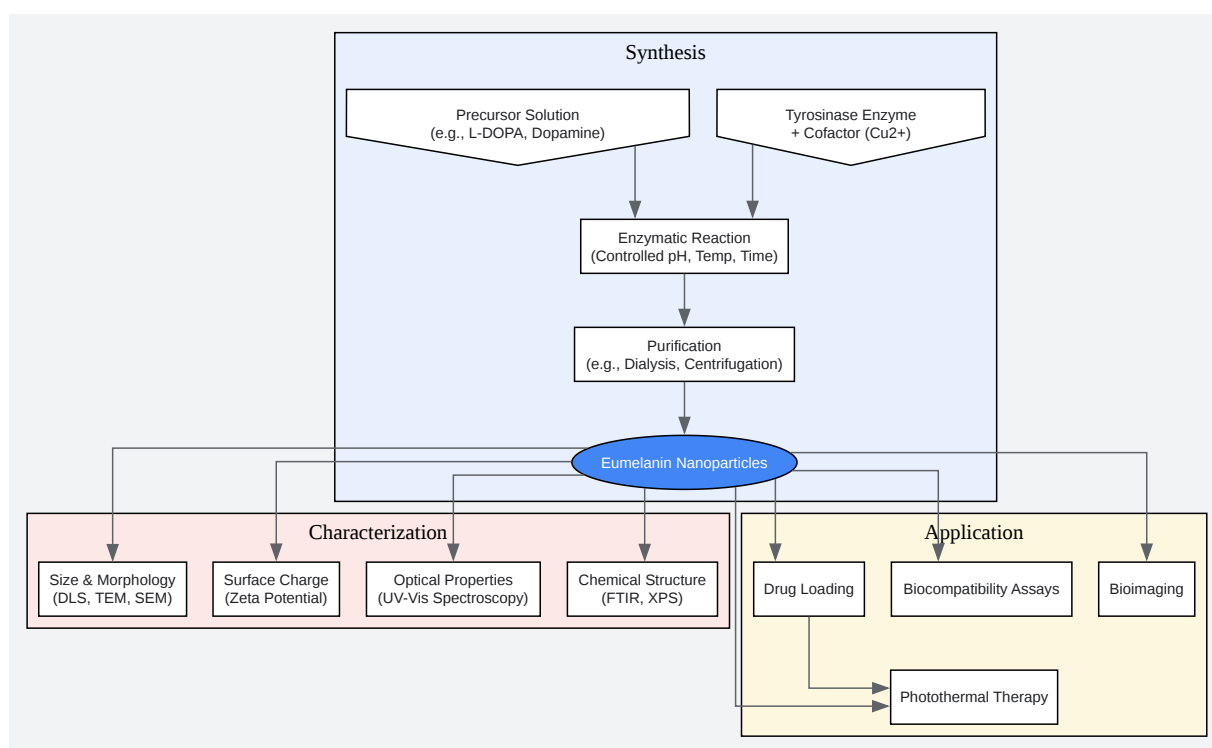 Synthesis
Precursor Solution
(e.g., L-DOPA, Dopamine)
Tyrosinase Enzyme
+ Cofactor (Cu2+)
Enzymatic Reaction
(Controlled pH, Temp, Time)
Purification
(e.g., Dialysis, Centrifugation)
Eumelanin Nanoparticles
Characterization
Size & Morphology
(DLS, TEM, SEM)
Surface Charge
(Zeta Potential)
Optical Properties
(UV-Vis Spectroscopy)
Chemical Structure
(FTIR, XPS)
Application
Drug Loading
Biocompatibility Assays
Bioimaging
Photothermal Therapy